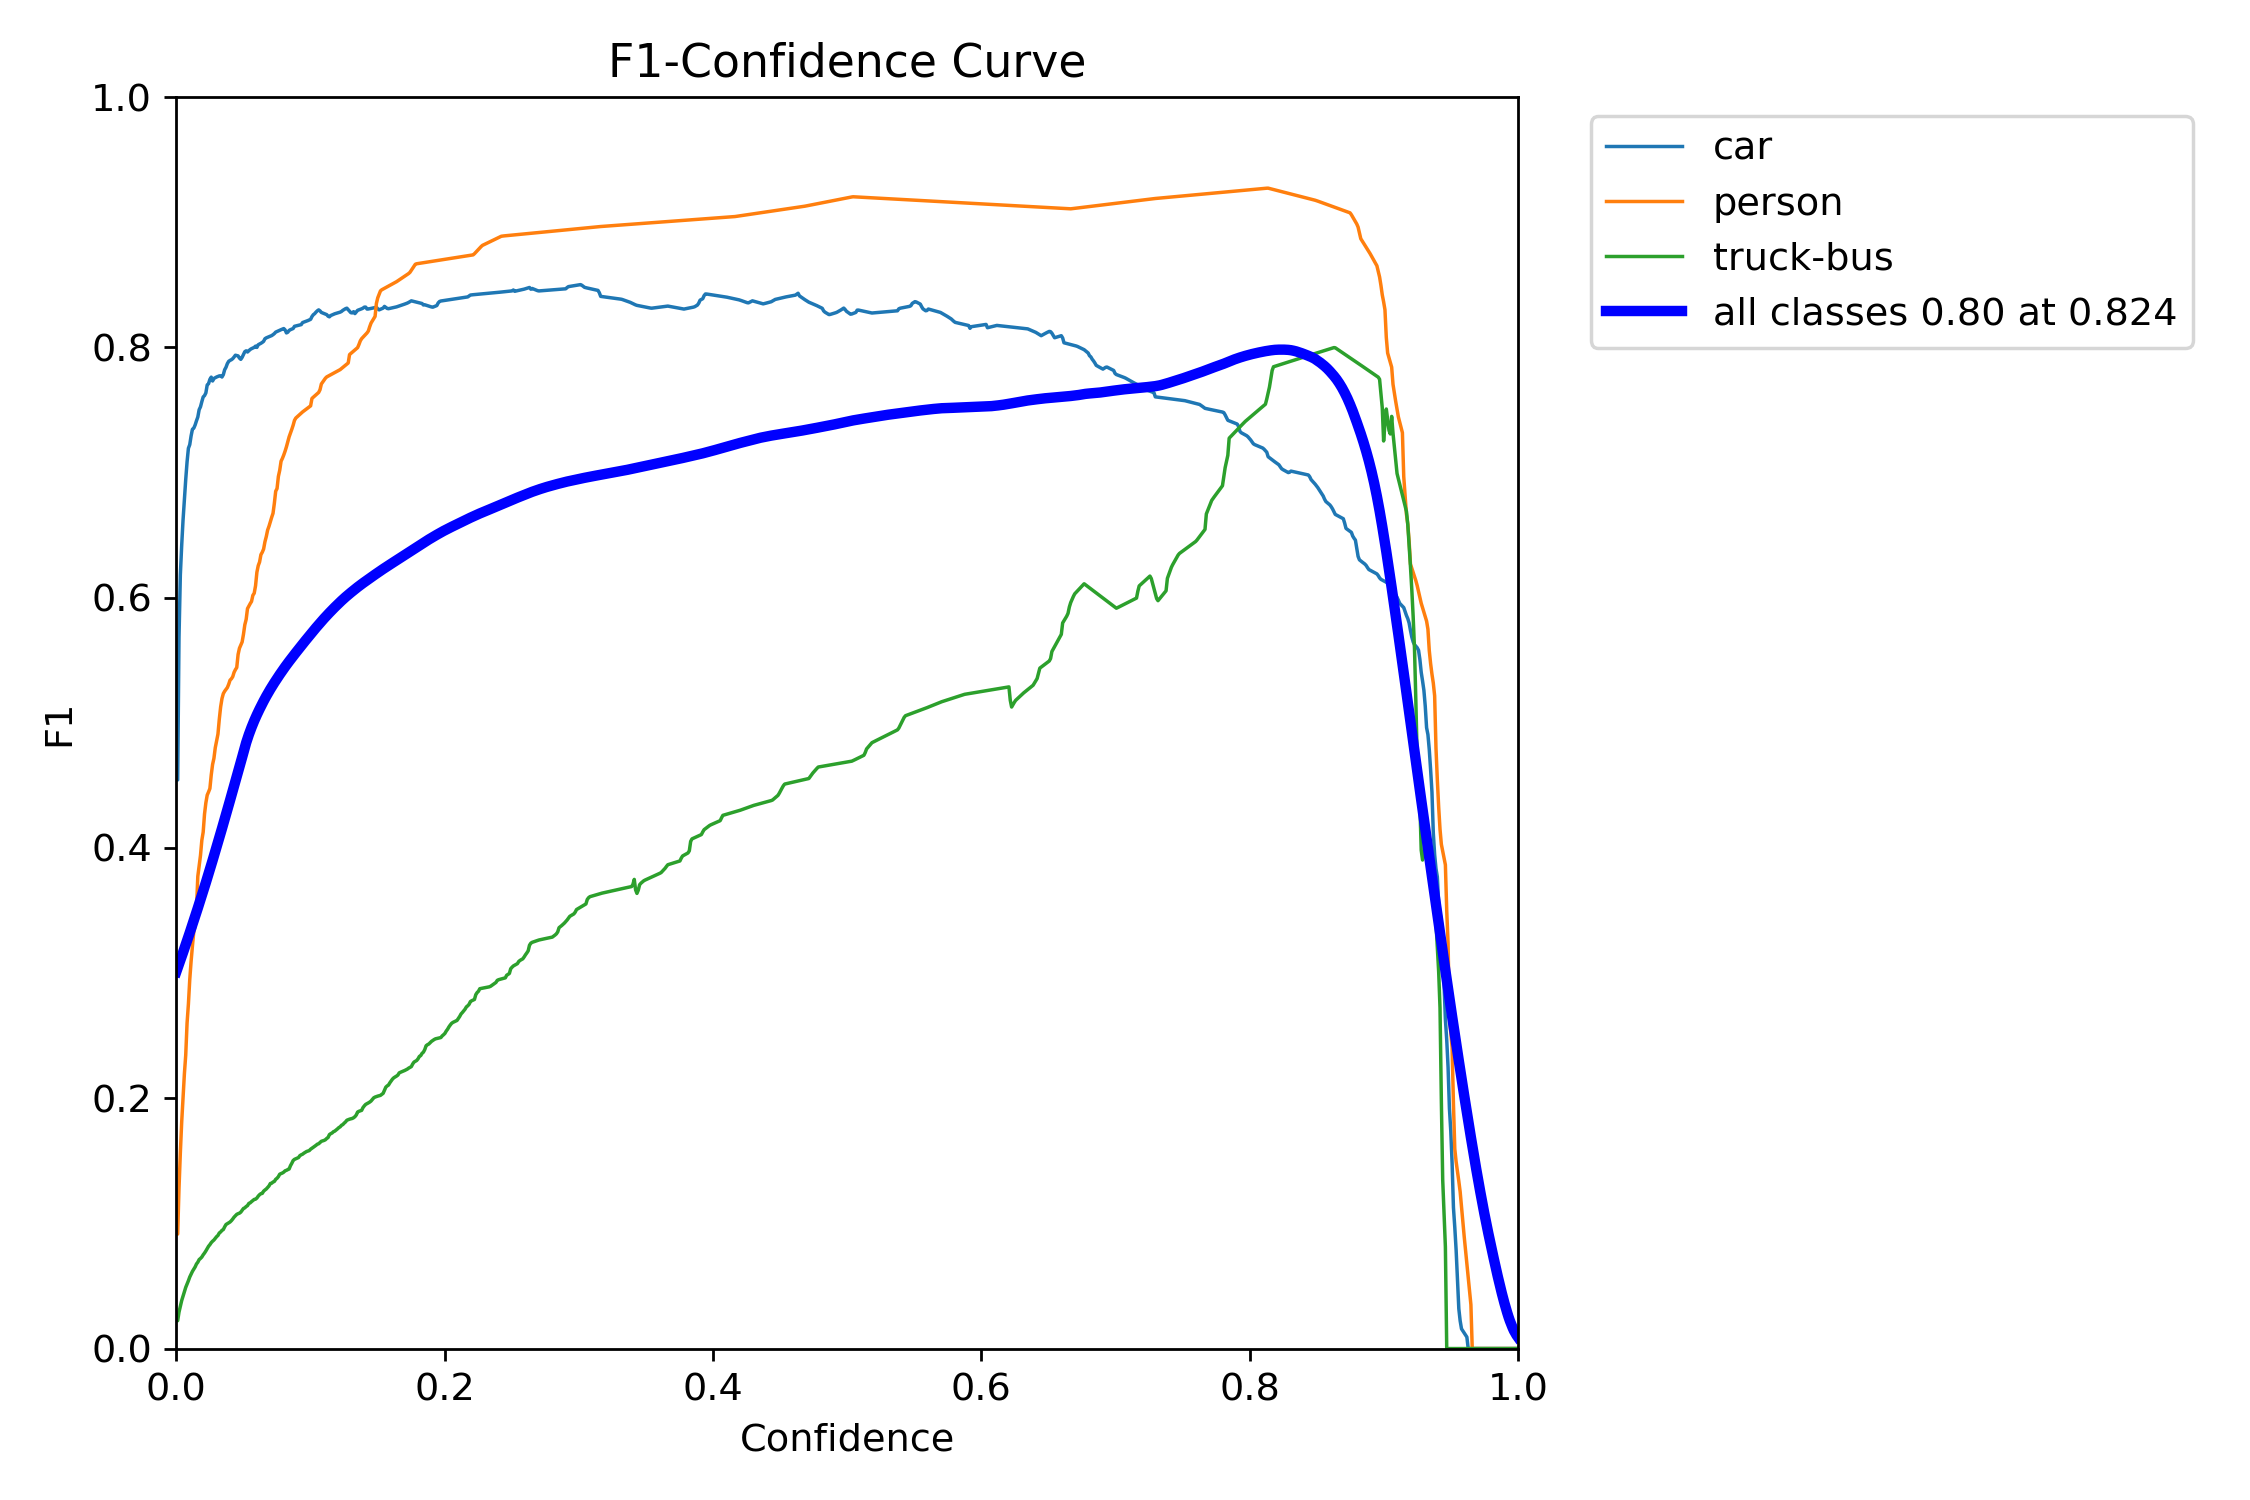 F1-Confidence Curve
1.0
0.8
0.6
0.4
0.2
0.0
F1
0.0 0.2 0.4 0.6 0.8 1.0
Confidence
car
person
truck-bus
all classes 0.80 at 0.824